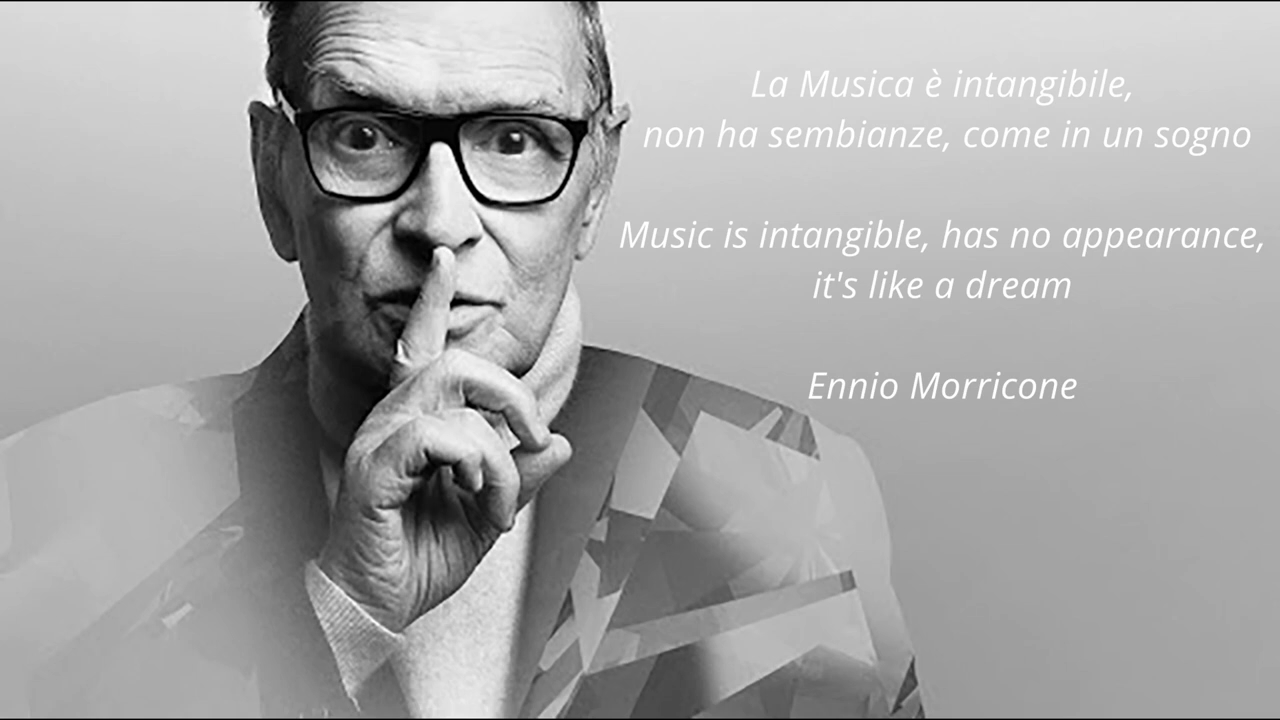 La Musica è intangibile,
non ha sembianze, come in un sogno
Music is intangible, has no appearance,
it's like a dream
Ennio Morricone